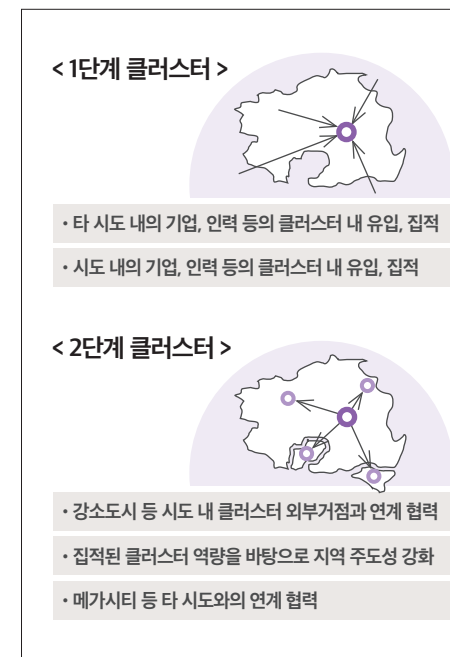 < 1단계 클러스터 >
• 타 시도 내의 기업, 인력 등의 클러스터 내 유입, 집적
• 시도 내의 기업, 인력 등의 클러스터 내 유입, 집적
< 2단계 클러스터 >
• 강소도시 등 시도 내 클러스터 외부거점과 연계 협력
• 집적된 클러스터 역량을 바탕으로 지역 주도성 강화
• 메가시티 등 타 시도와의 연계 협력